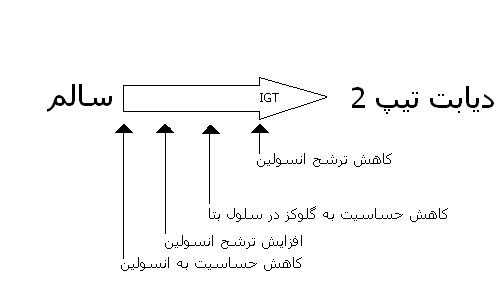 سالم
IGT
دیابت تیپ 2
کاهش ترشح انسولین
کاهش حساسیت به گلوکز در سلول بتا
افزایش ترشح انسولین
کاهش حساسیت به انسولین